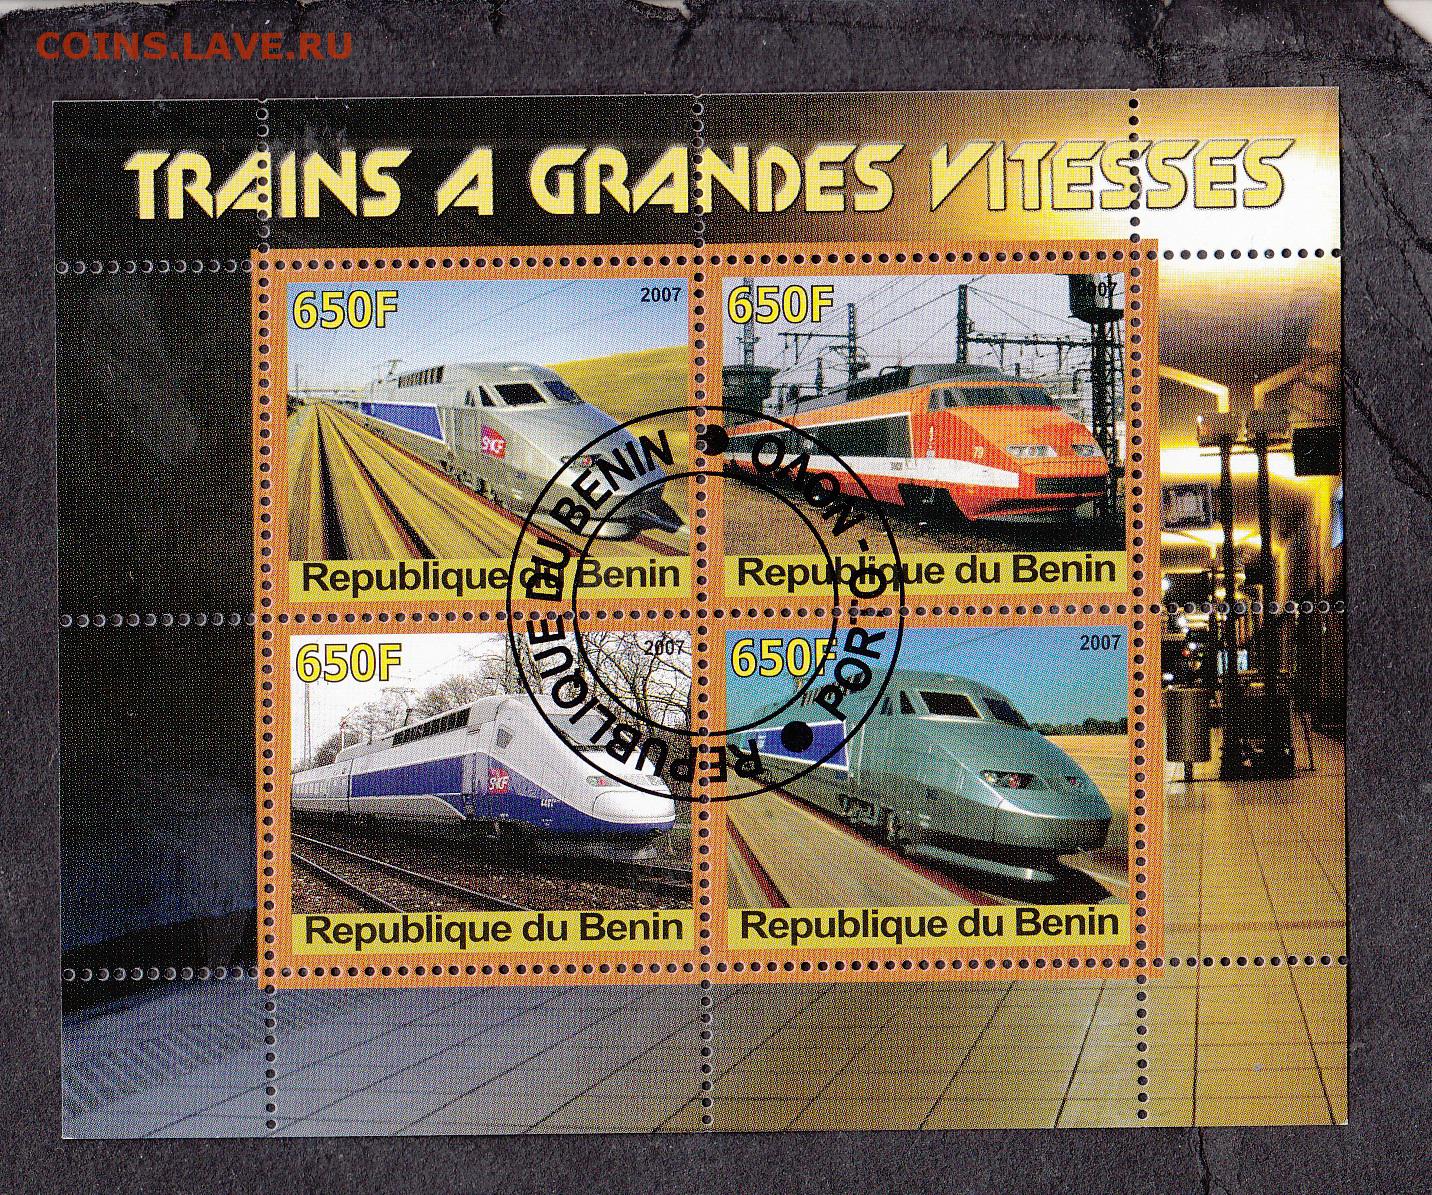 COINS.LAVE.RU
TRAINS A GRANDES VITESSES
650F
2007
SNCF
Republique du Benin
650F
2007
79
Republique du Benin
650F
2007
SNCF
Republique du Benin
650F
2007
Republique du Benin
REPUBLIQUE DU BENIN
PORTO-NOVO